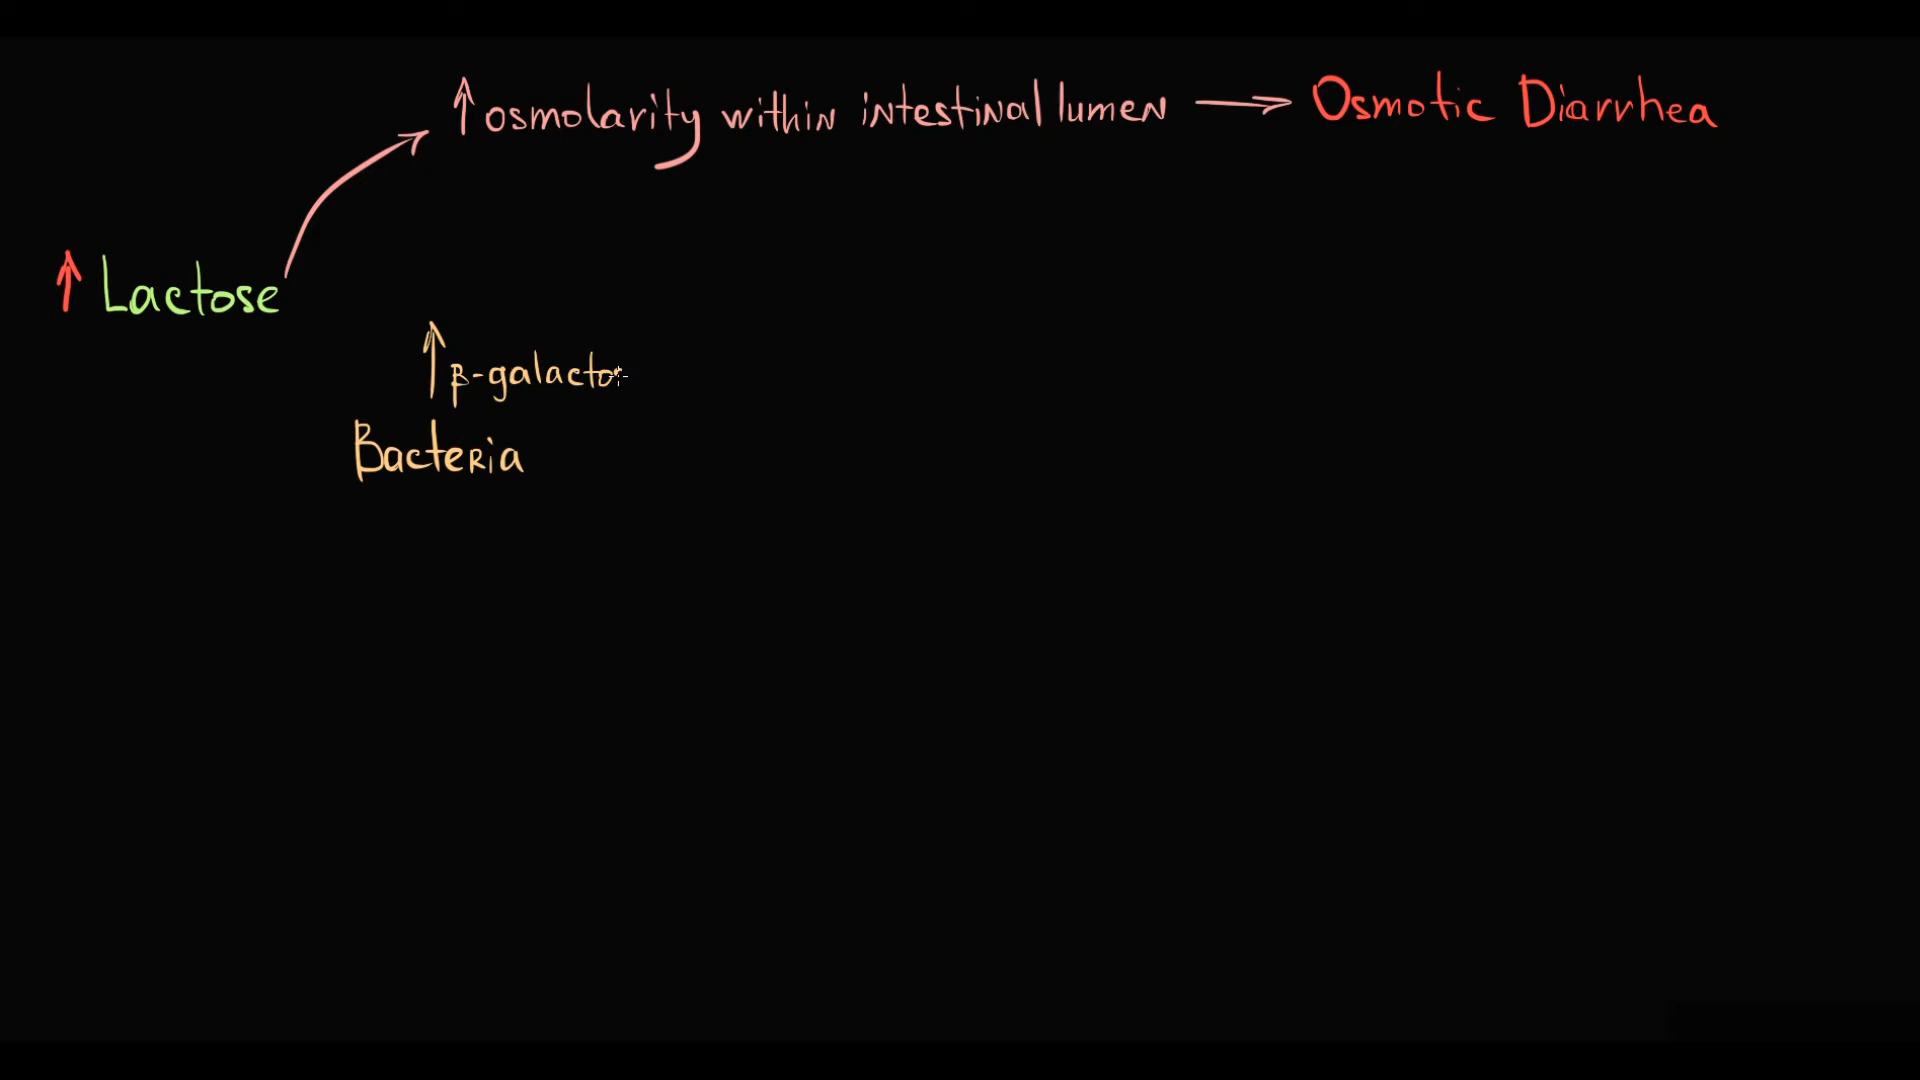 ↑ osmolarity within intestinal lumen → Osmotic Diarrhea
↑ Lactose
↑ β-galacto
Bacteria